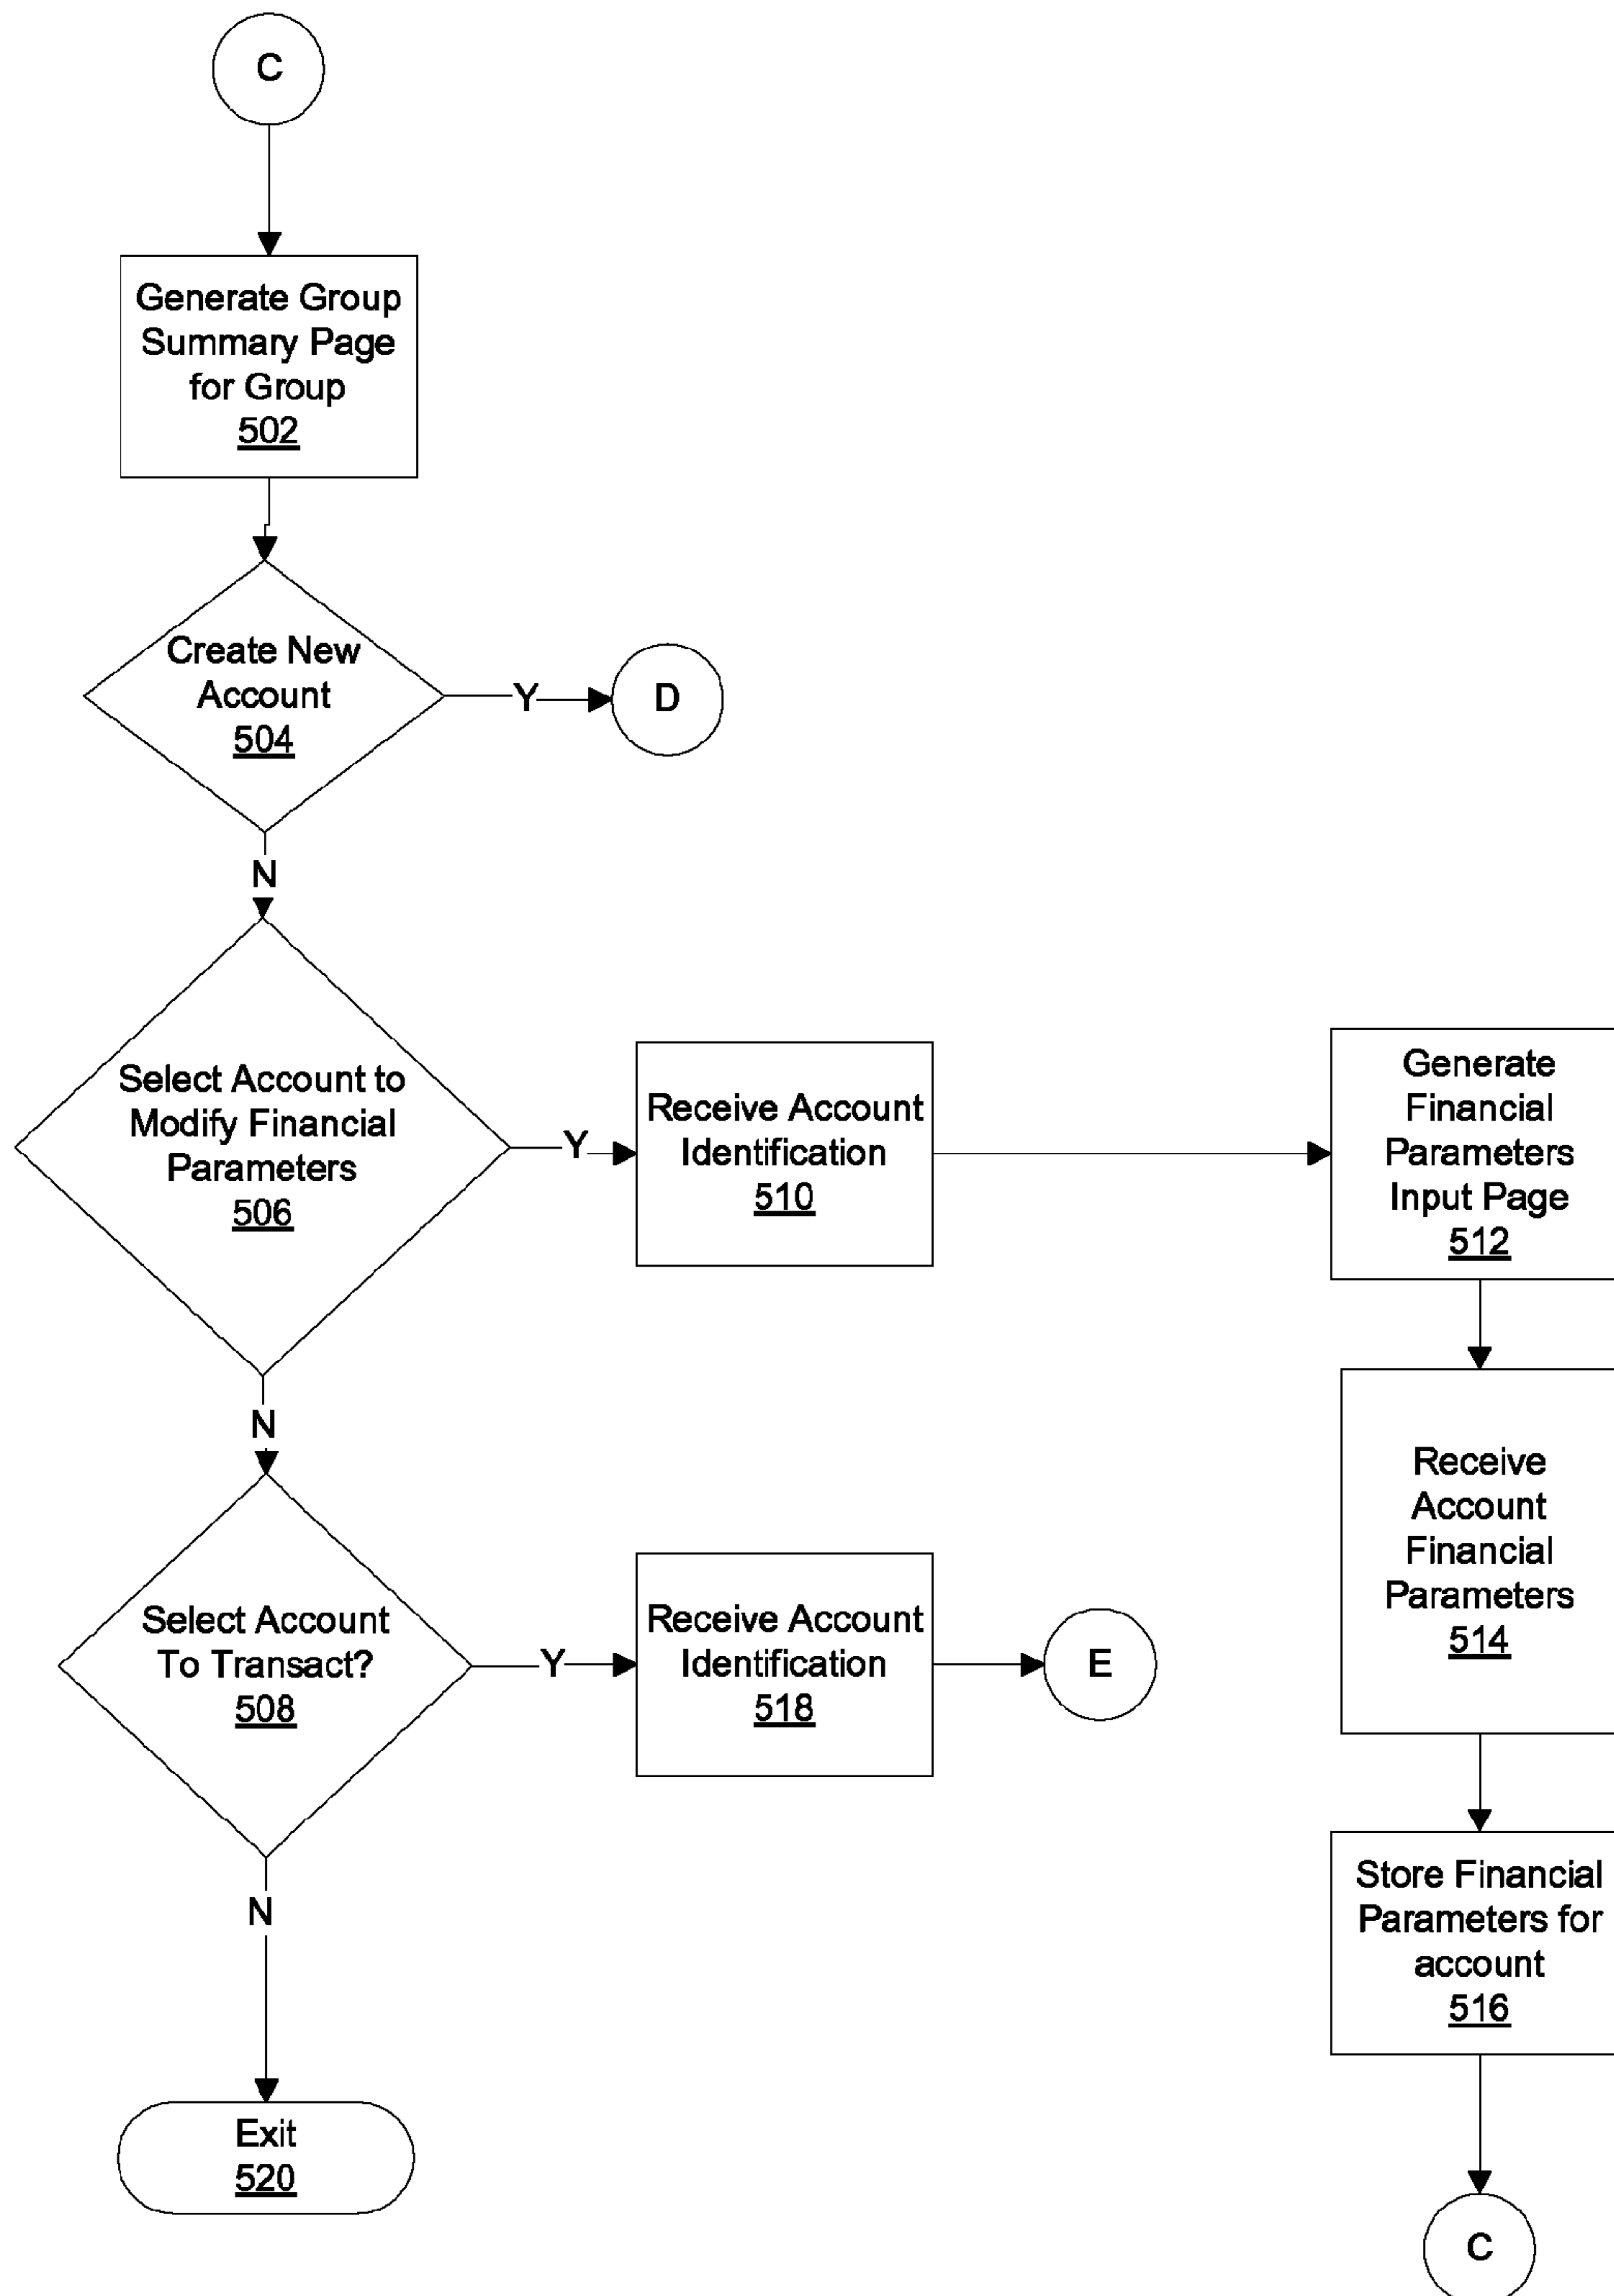 C
Generate Group
Summary Page
for Group
502
Create New
Account
504
Y
D
N
Select Account to
Modify Financial
Parameters
506
Y
Receive Account
Identification
510
Generate
Financial
Parameters
Input Page
512
N
Receive
Account
Financial
Parameters
514
Select Account
To Transact?
508
Y
Receive Account
Identification
518
E
Store Financial
Parameters for
account
516
N
Exit
520
C